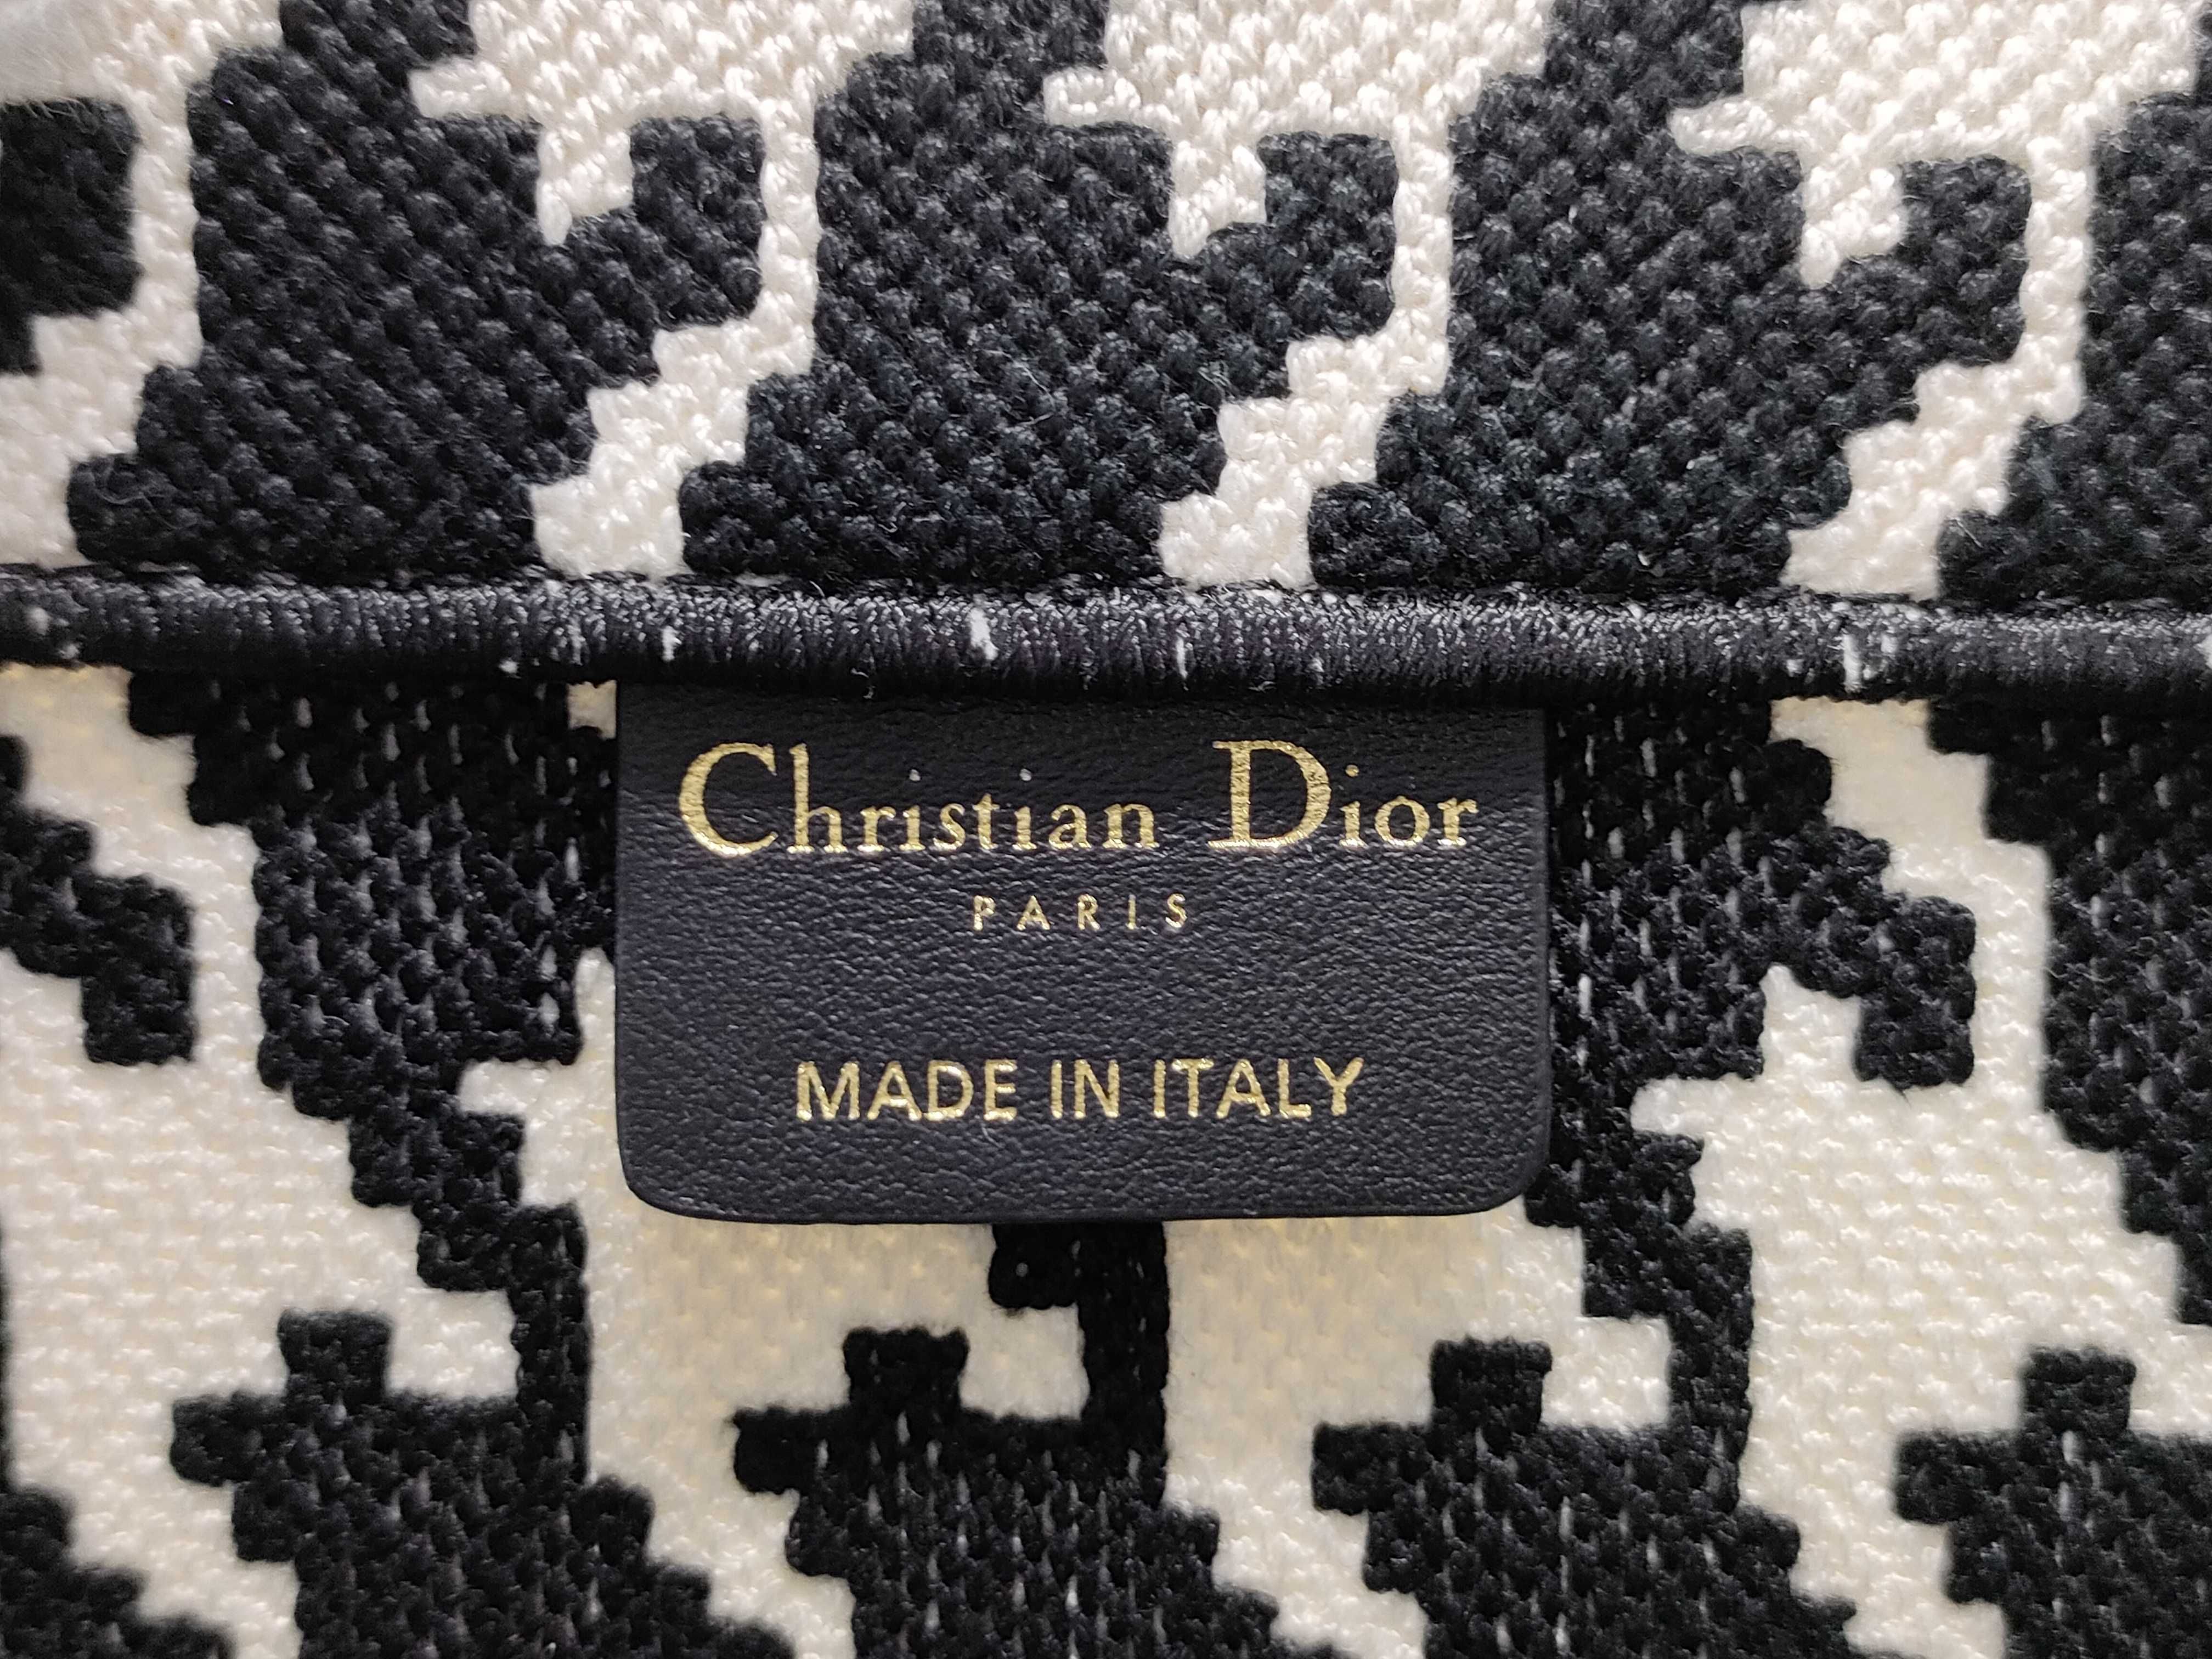 Christian Dior
PARIS
MADE IN ITALY